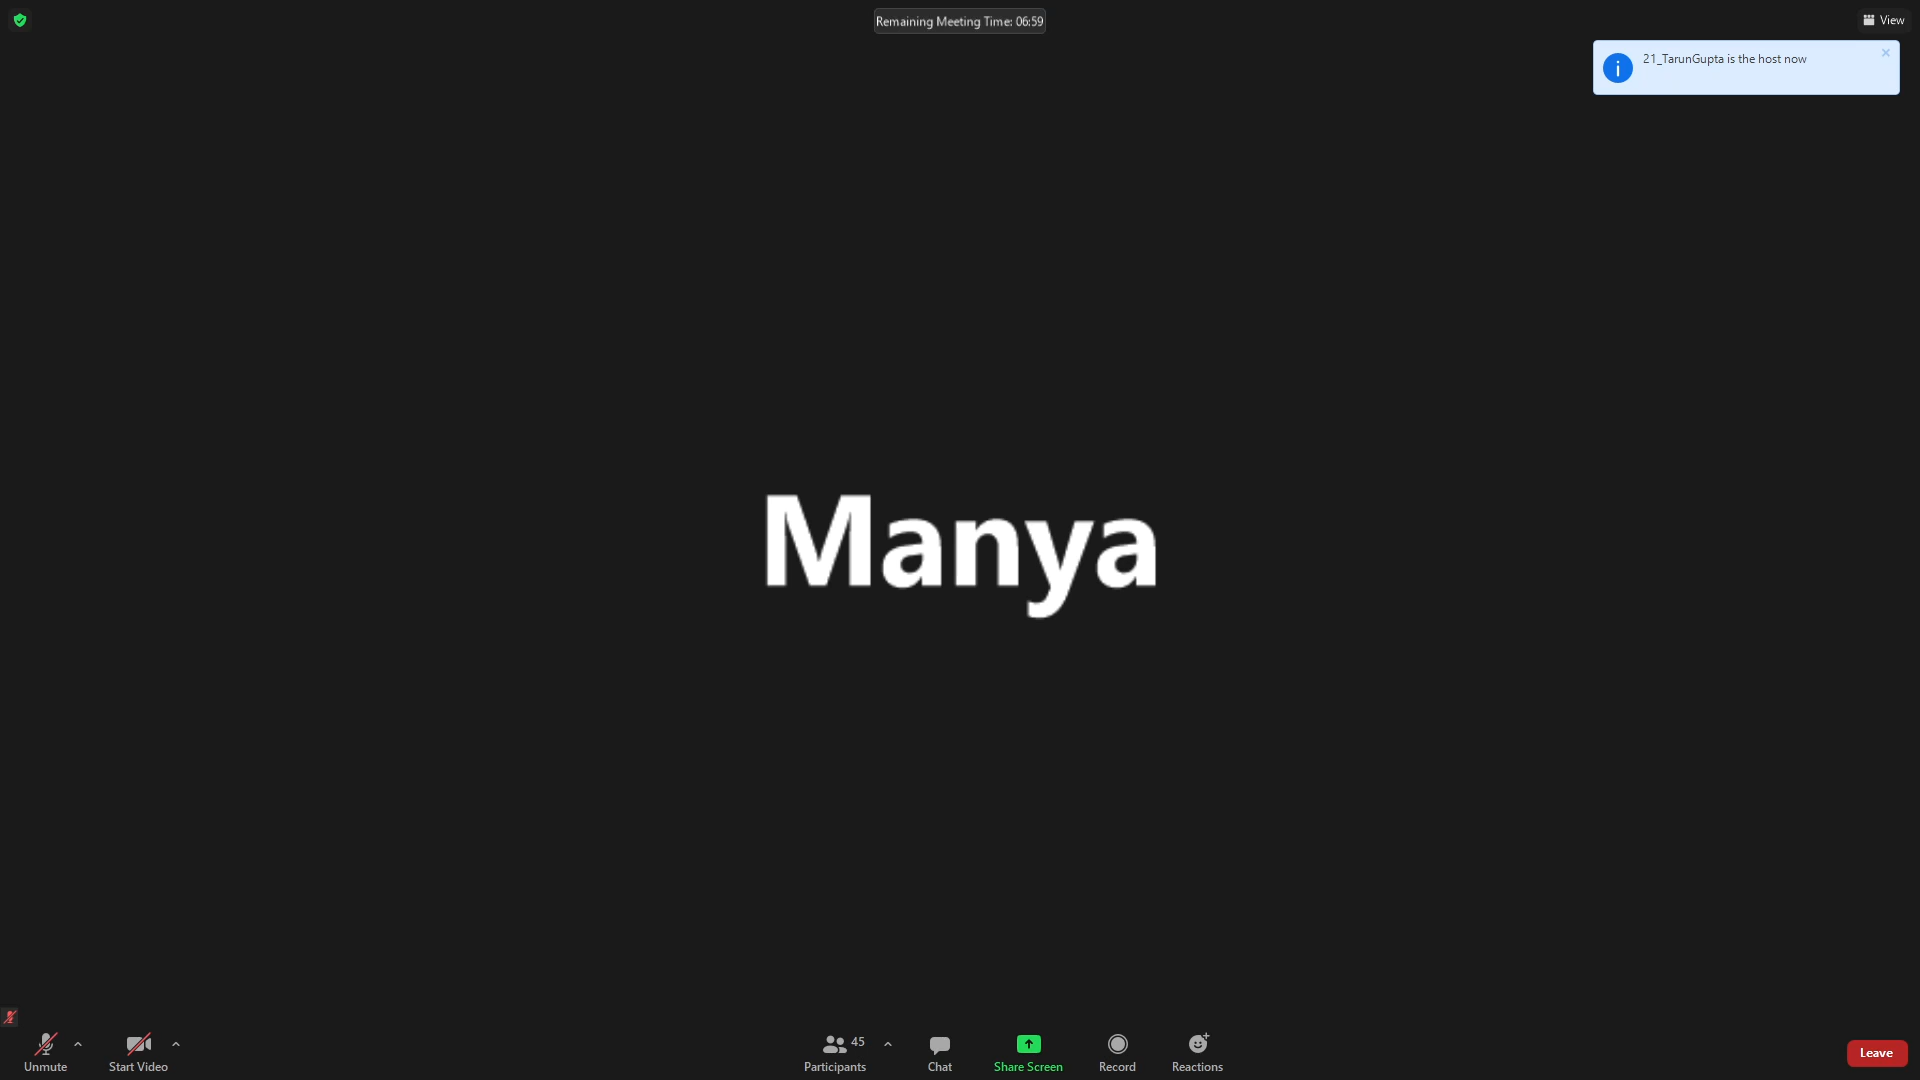 Remaining Meeting Time: 06:59
View
21_TarunGupta is the host now
Manya
Unmute
Start Video
45
Participants
Chat
Share Screen
Record
Reactions
Leave